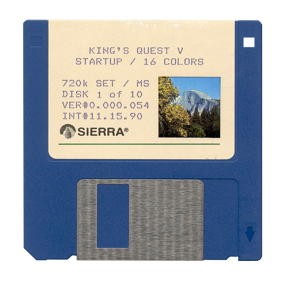 KING'S QUEST V
STARTUP / 16 COLORS
720k SET / MS
DISK 1 of 10
VER#0.000.054
INT#11.15.90
SIERRA®